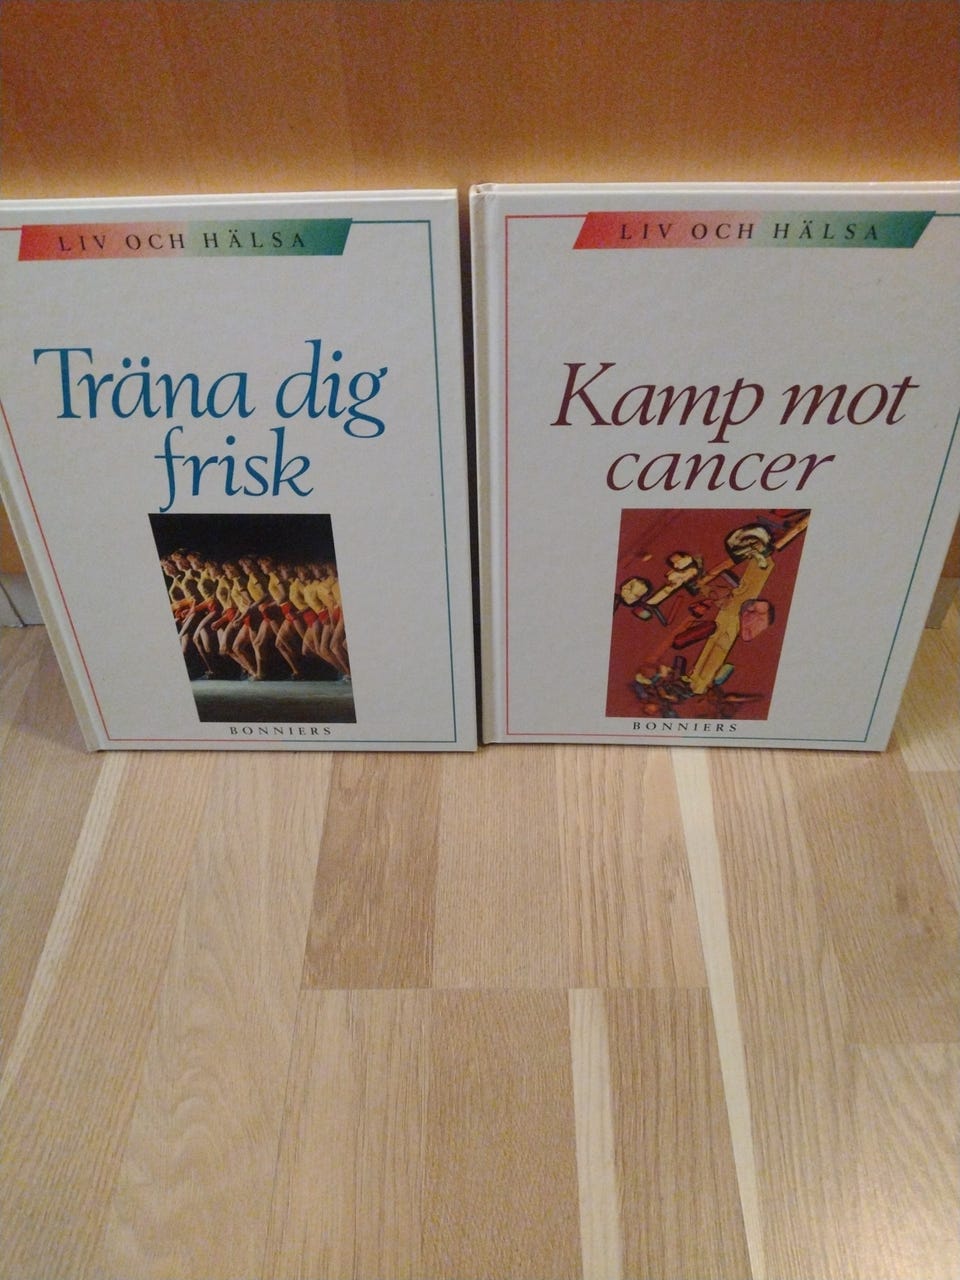 LIV OCH HÄLSA
Träna dig
frisk
BONNIERS
LIV OCH HÄLSA
Kamp mot
cancer
BONNIERS